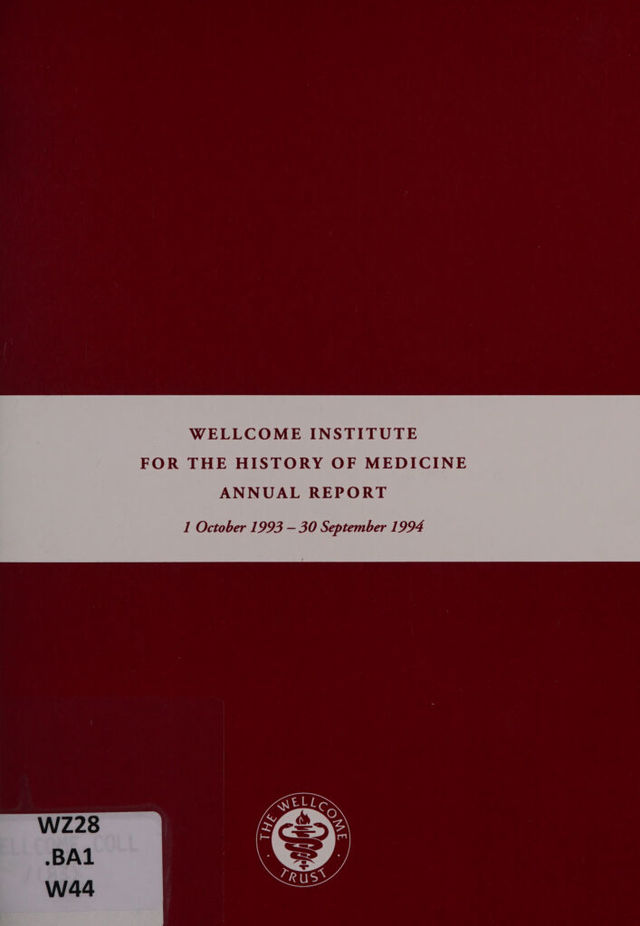 WELLCOME INSTITUTE
FOR THE HISTORY OF MEDICINE
ANNUAL REPORT
1 October 1993 – 30 September 1994
THE WELLCOME
TRUST
WZ28
.BA1
W44